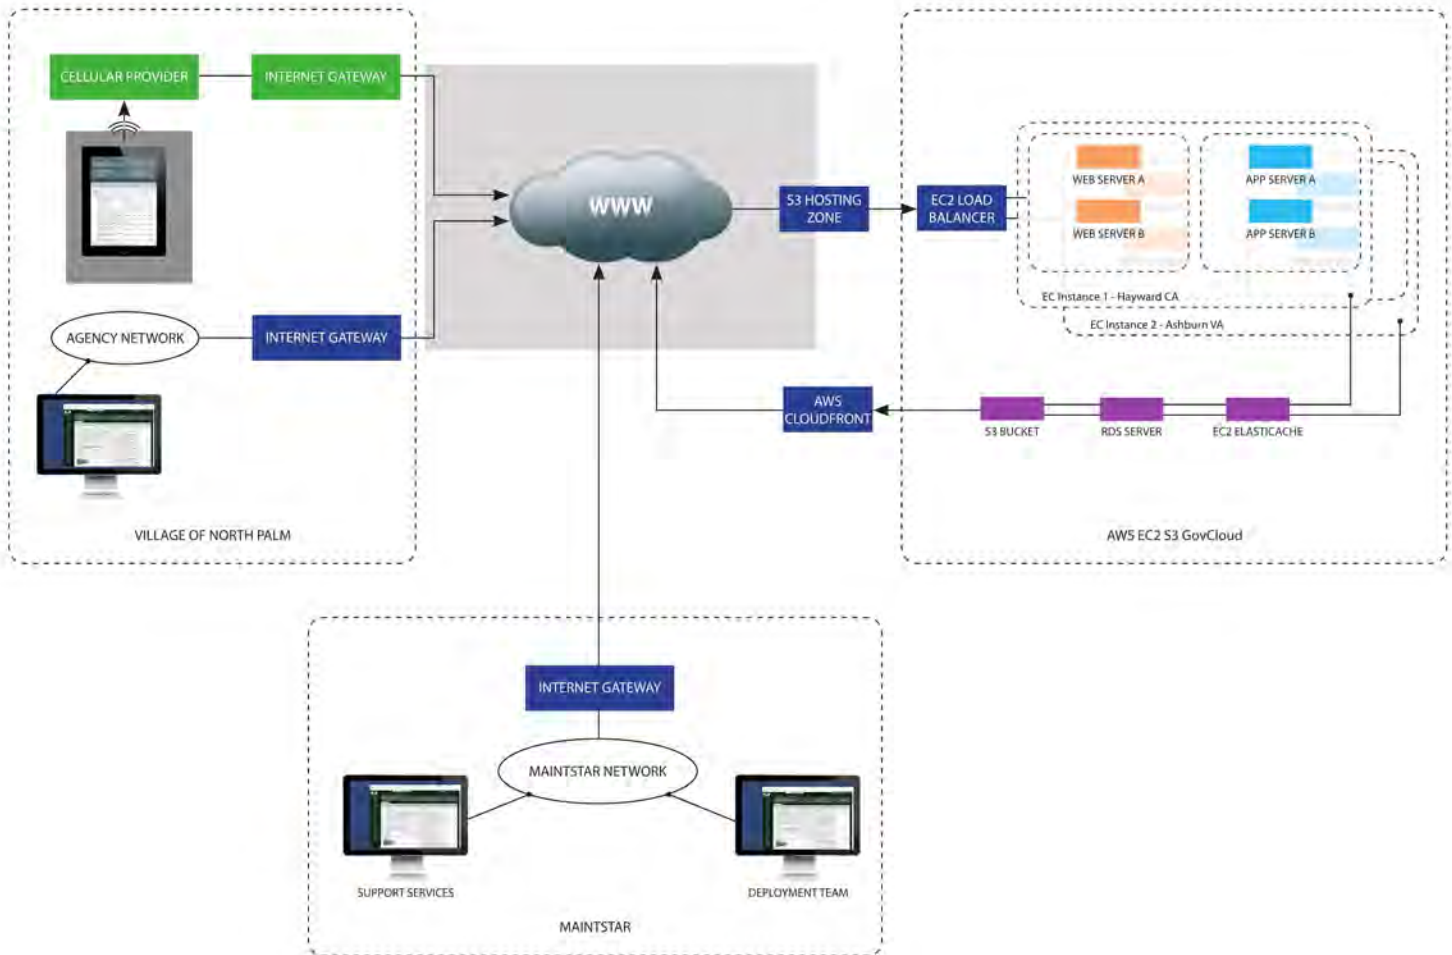 CELLULAR PROVIDER
INTERNET GATEWAY
AGENCY NETWORK
INTERNET GATEWAY
VILLAGE OF NORTH PALM
WWW
S3 HOSTING
ZONE
EC2 LOAD
BALANCER
WEB SERVER A
WEB SERVER B
APP SERVER A
APP SERVER B
EC Instance 1 - Hayward CA
EC Instance 2 - Ashburn VA
AWS
CLOUDFRONT
S3 BUCKET
RDS SERVER
EC2 ELASTICACHE
AWS EC2 S3 GovCloud
INTERNET GATEWAY
MAINTSTAR NETWORK
SUPPORT SERVICES
DEPLOYMENT TEAM
MAINTSTAR